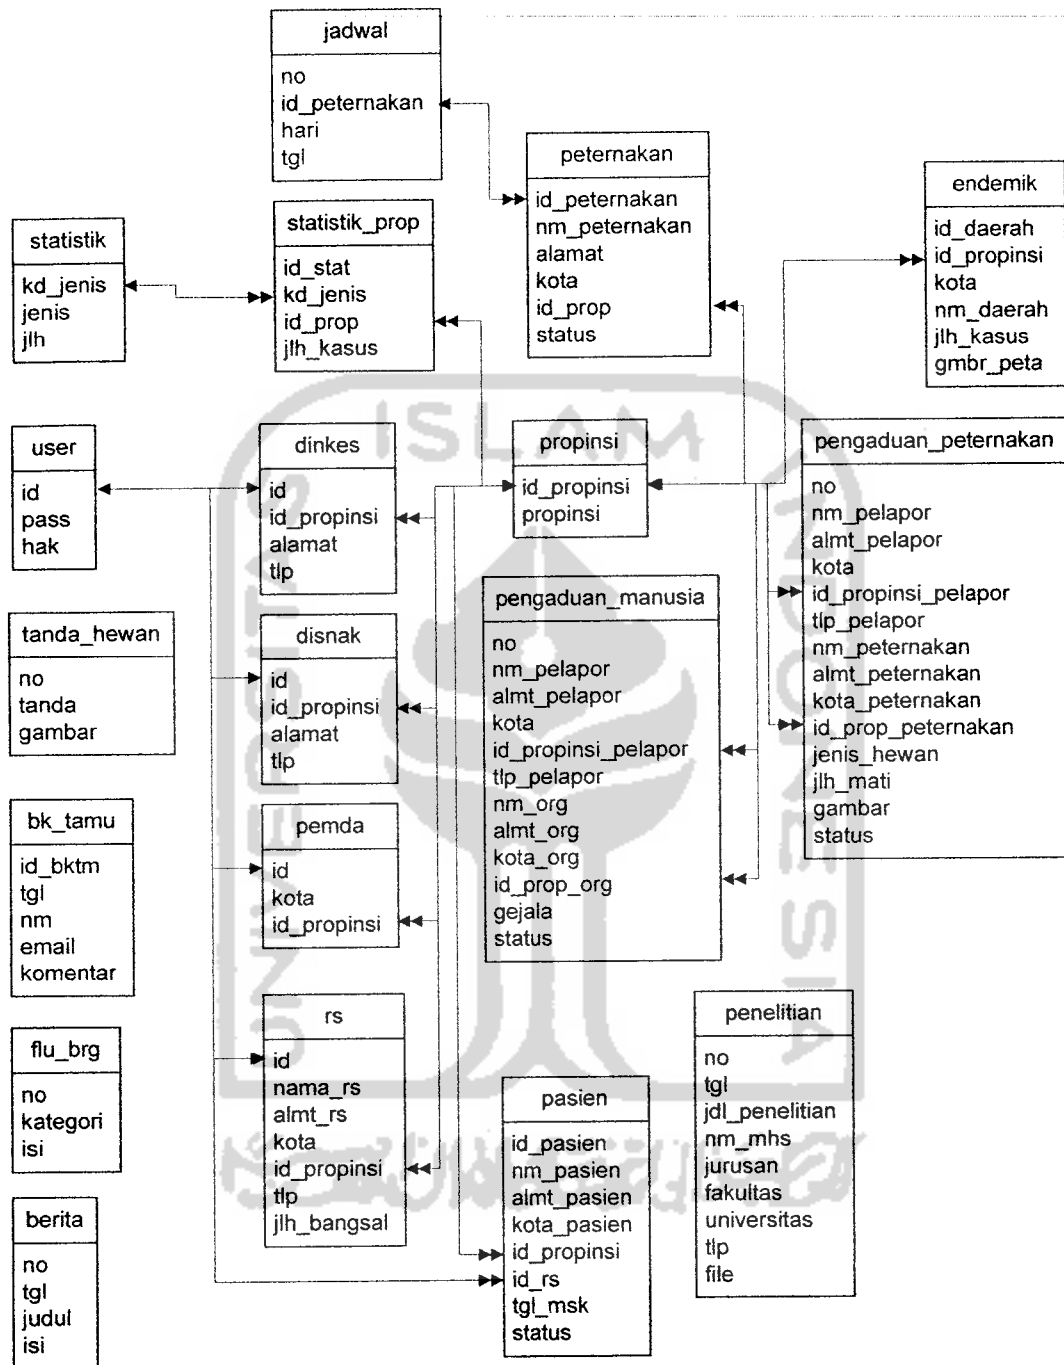 jadwal
no
id_peternakan
hari
tgl
peternakan
id_peternakan
nm_peternakan
alamat
kota
id_prop
status
endemik
id_daerah
id_propinsi
kota
nm_daerah
jlh_kasus
gmbr_peta
statistik
kd_jenis
jenis
jlh
statistik_prop
id_stat
kd_jenis
id_prop
jlh_kasus
user
id
pass
hak
dinkes
id
id_propinsi
alamat
tlp
propinsi
id_propinsi
propinsi
pengaduan_peternakan
no
nm_pelapor
almt_pelapor
kota
id_propinsi_pelapor
tlp_pelapor
nm_peternakan
almt_peternakan
kota_peternakan
id_prop_peternakan
jenis_hewan
jlh_mati
gambar
status
tanda_hewan
no
tanda
gambar
disnak
id
id_propinsi
alamat
tlp
pengaduan_manusia
no
nm_pelapor
almt_pelapor
kota
id_propinsi_pelapor
tlp_pelapor
nm_org
almt_org
kota_org
id_prop_org
gejala
status
bk_tamu
id_bktm
tgl
nm
email
komentar
pemda
id
kota
id_propinsi
flu_brg
no
kategori
isi
rs
id
nama_rs
almt_rs
kota
id_propinsi
tlp
jlh_bangsal
pasien
id_pasien
nm_pasien
almt_pasien
kota_pasien
id_propinsi
id_rs
tgl_msk
status
penelitian
no
tgl
jdl_penelitian
nm_mhs
jurusan
fakultas
universitas
tlp
file
berita
no
tgl
judul
isi
UNIVERSITAS
ISLAM
INDONESIA